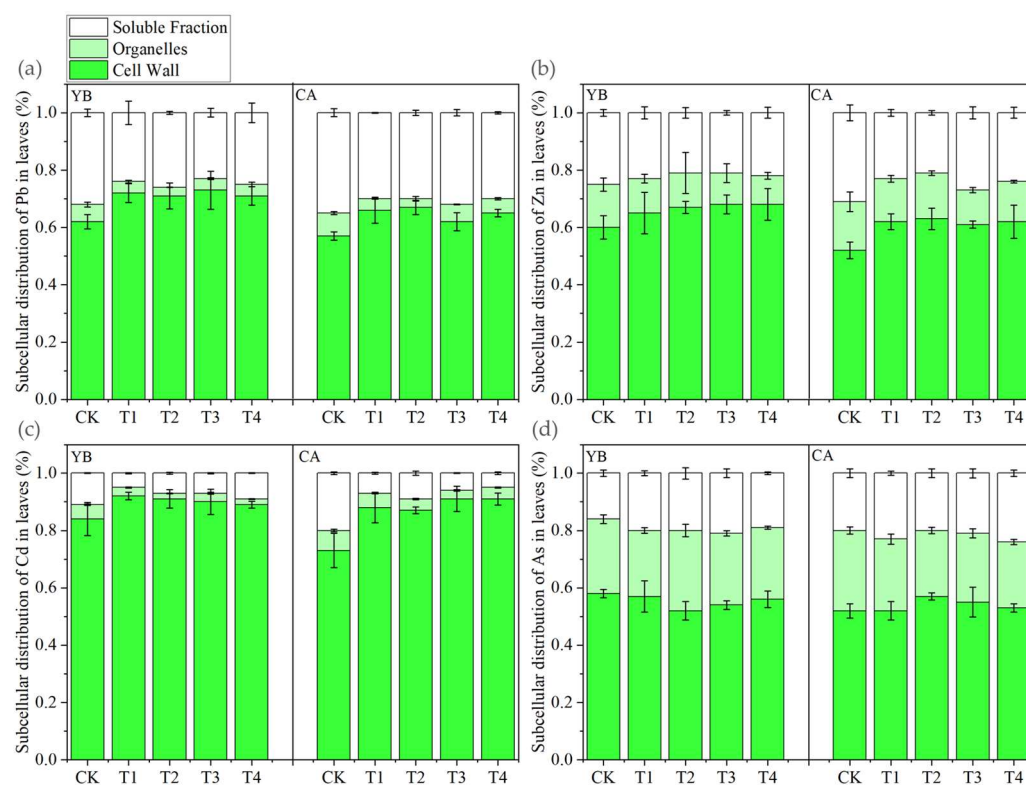 Soluble Fraction
Organelles
Cell Wall
(a)
YB
CA
Subcellular distribution of Pb in leaves (%)
1.0
0.8
0.6
0.4
0.2
0.0
CK T1 T2 T3 T4 CK T1 T2 T3 T4
(b)
YB
CA
Subcellular distribution of Zn in leaves (%)
1.0
0.8
0.6
0.4
0.2
0.0
CK T1 T2 T3 T4 CK T1 T2 T3 T4
(c)
YB
CA
Subcellular distribution of Cd in leaves (%)
1.0
0.8
0.6
0.4
0.2
0.0
CK T1 T2 T3 T4 CK T1 T2 T3 T4
(d)
YB
CA
Subcellular distribution of As in leaves (%)
1.0
0.8
0.6
0.4
0.2
0.0
CK T1 T2 T3 T4 CK T1 T2 T3 T4